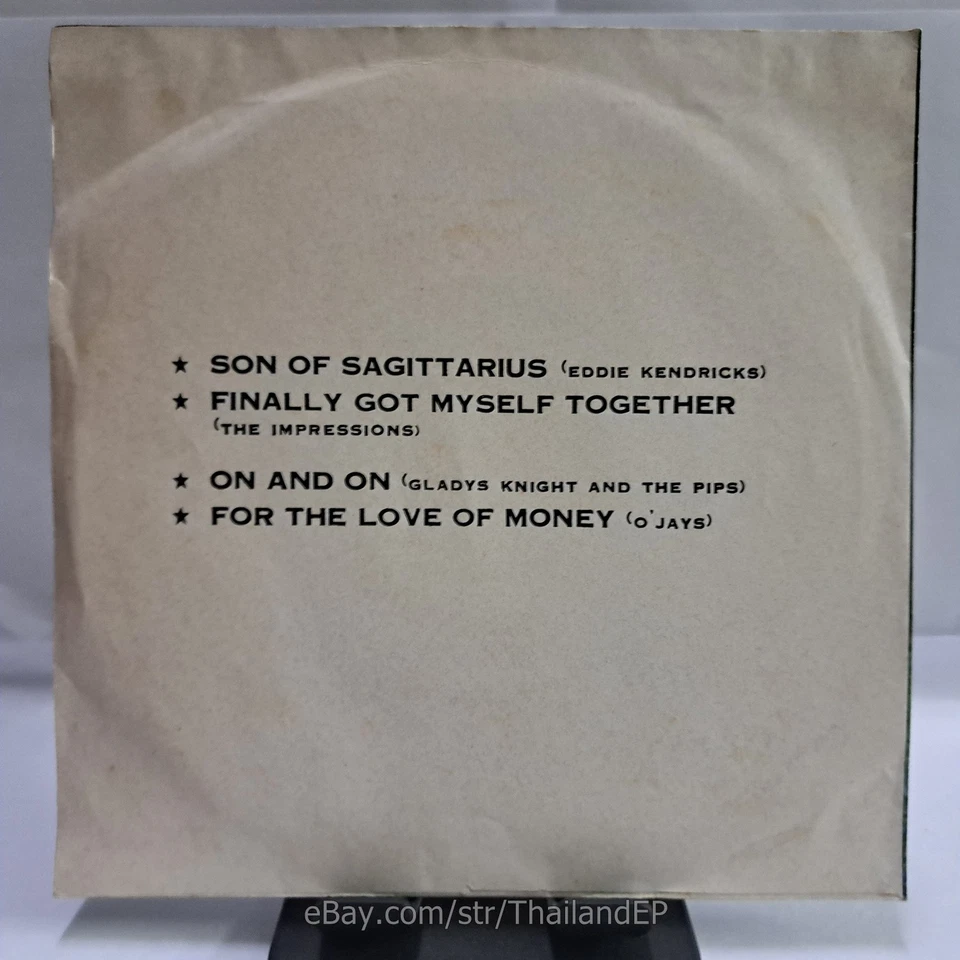 ★ SON OF SAGITTARIUS (EDDIE KENDRICKS)
★ FINALLY GOT MYSELF TOGETHER
(THE IMPRESSIONS)
★ ON AND ON (GLADYS KNIGHT AND THE PIPS)
★ FOR THE LOVE OF MONEY (O'JAYS)
eBay.com/str/ThailandEP